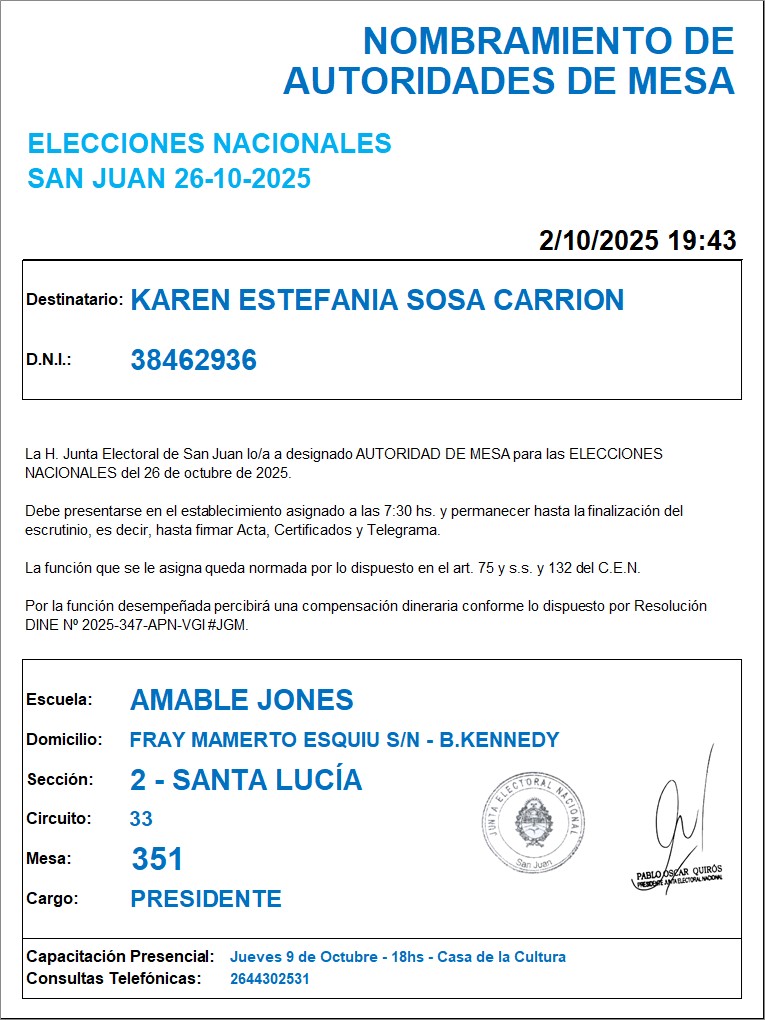 NOMBRAMIENTO DE
AUTORIDADES DE MESA
ELECCIONES NACIONALES
SAN JUAN 26-10-2025
2/10/2025 19:43
Destinatario: KAREN ESTEFANIA SOSA CARRION
D.N.I.: 38462936
La H. Junta Electoral de San Juan lo/a a designado AUTORIDAD DE MESA para las ELECCIONES
NACIONALES del 26 de octubre de 2025.
Debe presentarse en el establecimiento asignado a las 7:30 hs. y permanecer hasta la finalización del
escrutinio, es decir, hasta firmar Acta, Certificados y Telegrama.
La función que se le asigna queda normada por lo dispuesto en el art. 75 y s.s. y 132 del C.E.N.
Por la función desempeñada percibirá una compensación dineraria conforme lo dispuesto por Resolución
DINE Nº 2025-347-APN-VGI#JGM.
Escuela: AMABLE JONES
Domicilio: FRAY MAMERTO ESQUIU S/N - B.KENNEDY
Sección: 2 - SANTA LUCÍA
Circuito: 33
Mesa: 351
Cargo: PRESIDENTE
JUNTA ELECTORAL NACIONAL
San Juan
PABLO OSCAR QUIRÓS
PRESIDENTE JUNTA ELECTORAL NACIONAL
Capacitación Presencial: Jueves 9 de Octubre - 18hs - Casa de la Cultura
Consultas Telefónicas: 2644302531